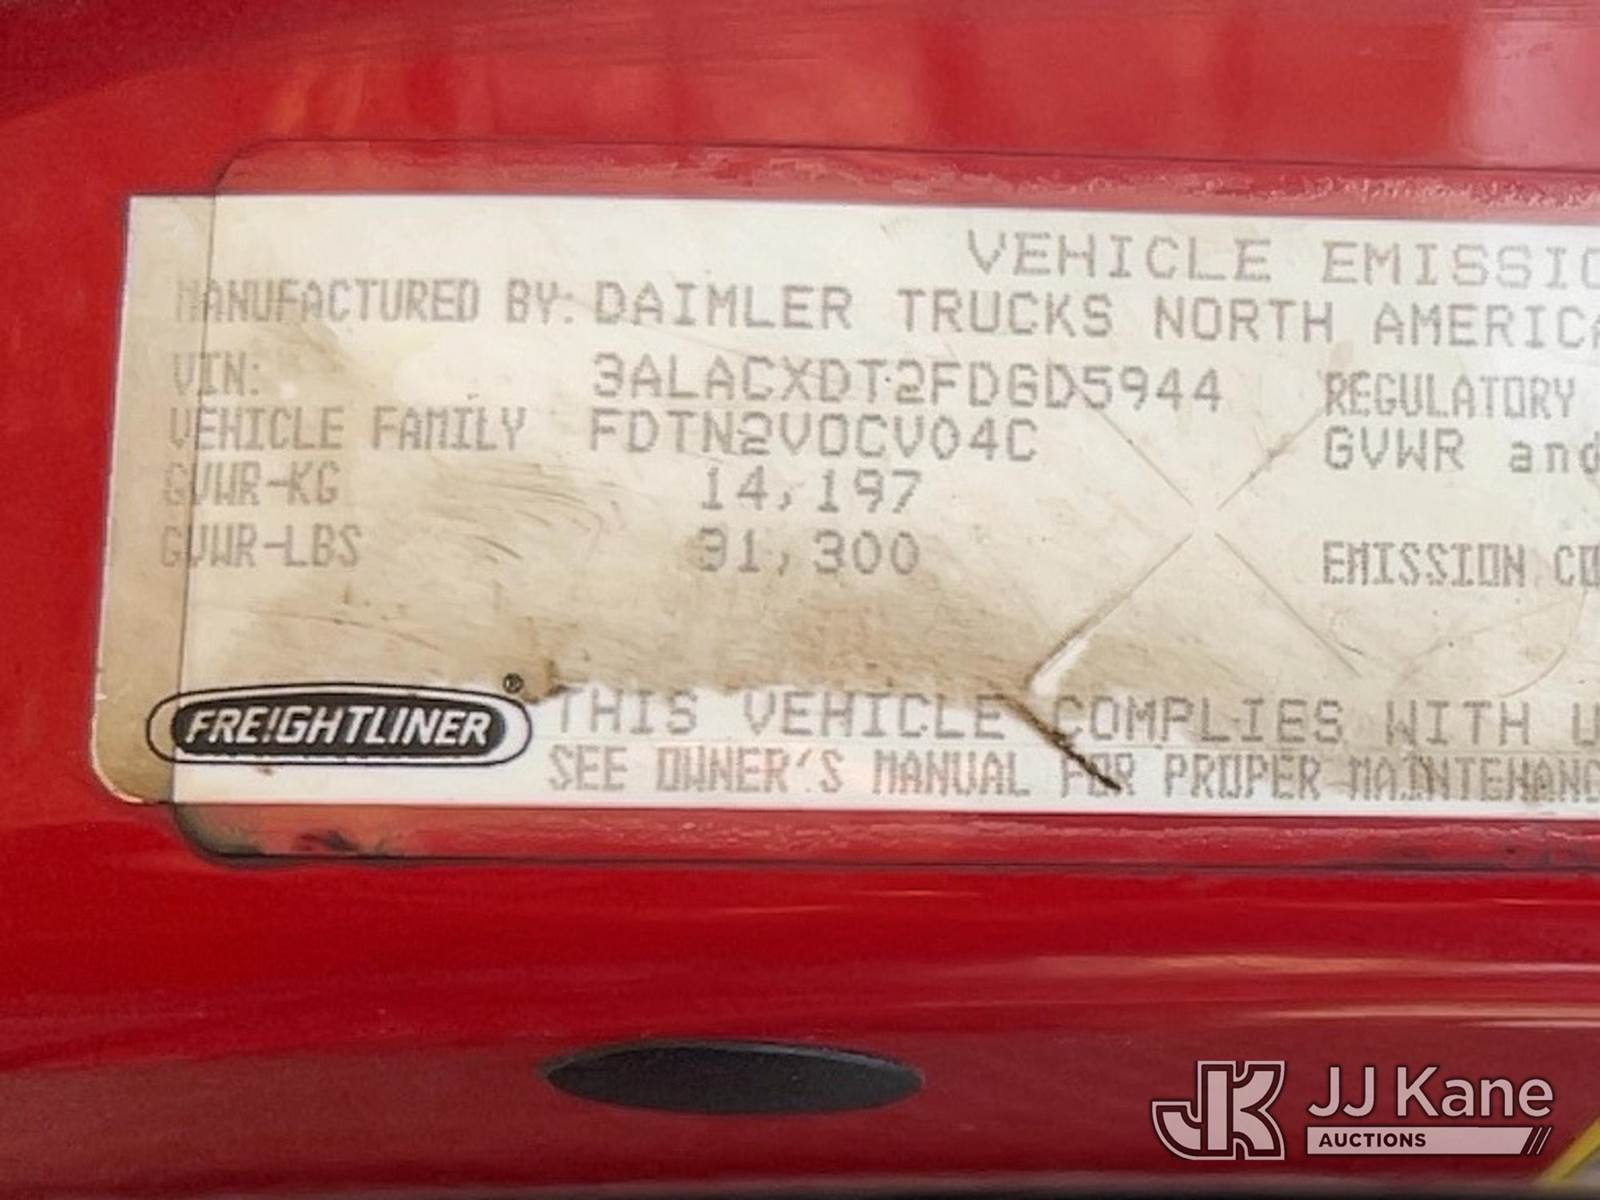 VEHICLE EMISSIO
MANUFACTURED BY: DAIMLER TRUCKS NORTH AMERICA
VIN: 3ALACXDT2FDGD5944 REGULATORY
VEHICLE FAMILY FDTN2VOCV04C GVWR and
GVWR-KG 14,197
GVWR-LBS 31,300 EMISSION CO
FREIGHTLINER® THIS VEHICLE COMPLIES WITH U
SEE OWNER'S MANUAL FOR PROPER MAINTENANC
JK JJ Kane
AUCTIONS